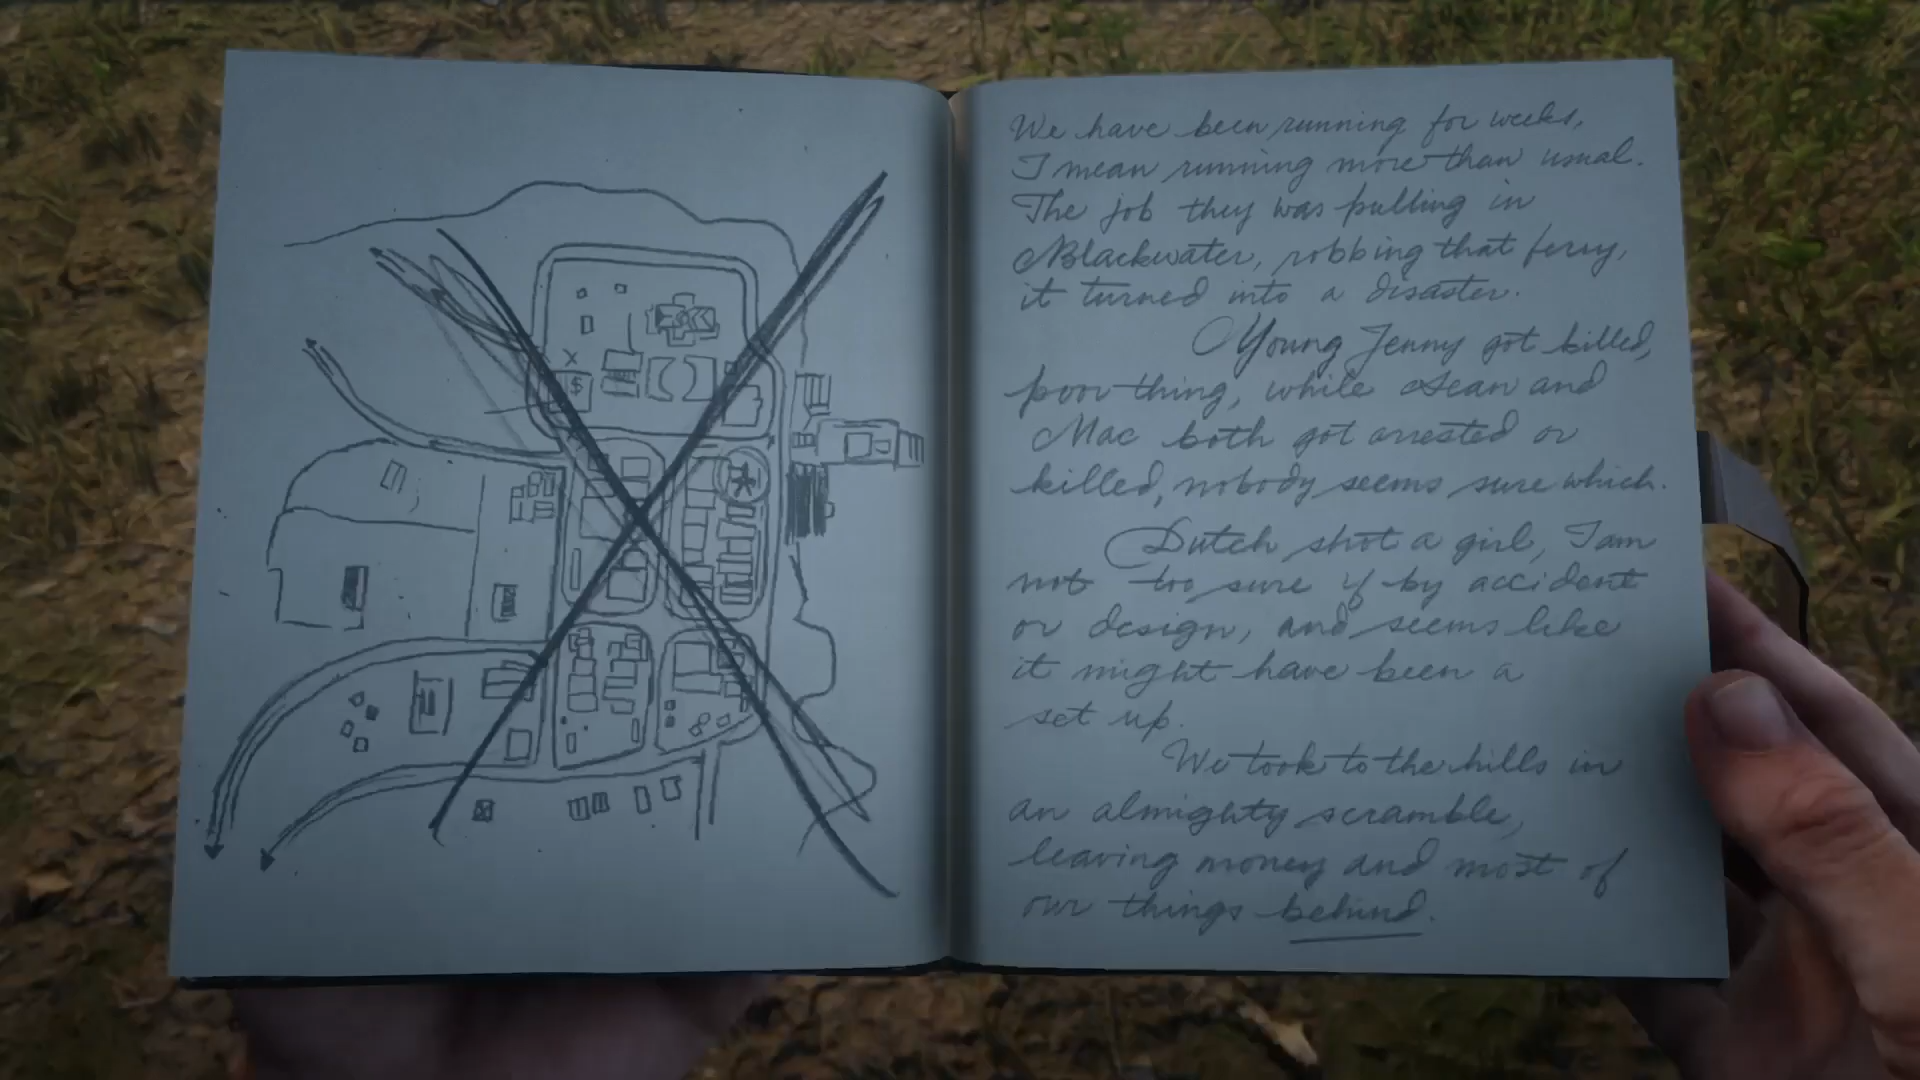 $
We have been running for weeks,
I mean running more than usual.
The job they was pulling in
Blackwater, robbing that ferry,
it turned into a disaster.
Young Jenny got killed,
poor thing, while Sean and
Mac both got arrested or
killed, nobody seems sure which.
Dutch shot a girl, I am
not too sure if by accident
or design, and seems like
it might have been a
set up.
We took to the hills in
an almighty scramble,
leaving money and most of
our things behind.